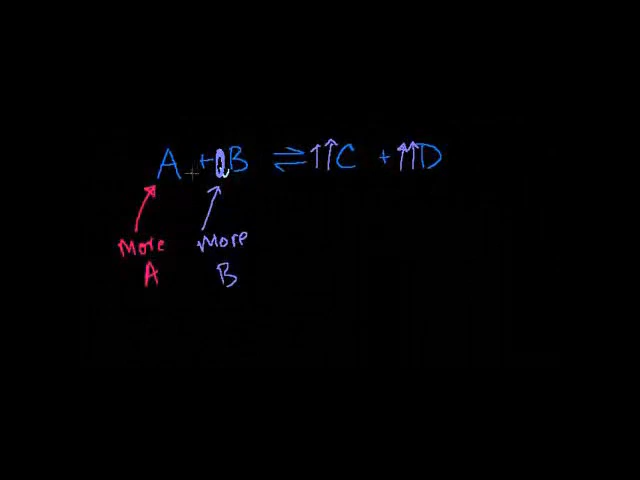 A + B ⇌ ↑↑C + ↑↑D
More More
A B